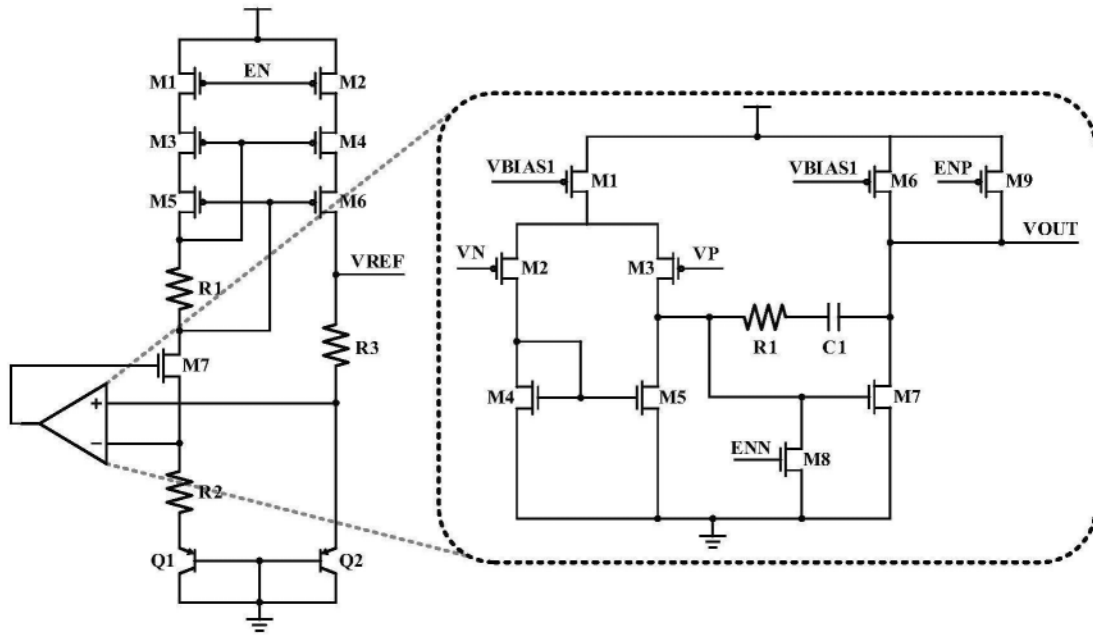 M1 EN M2
M3 M4
M5 M6
VREF
R1
R3
M7
+
−
R2
Q1 Q2
VBIAS1 M1 VBIAS1 M6 ENP M9
VOUT
VN M2 M3 VP
R1 C1
M4 M5 M7
ENN M8